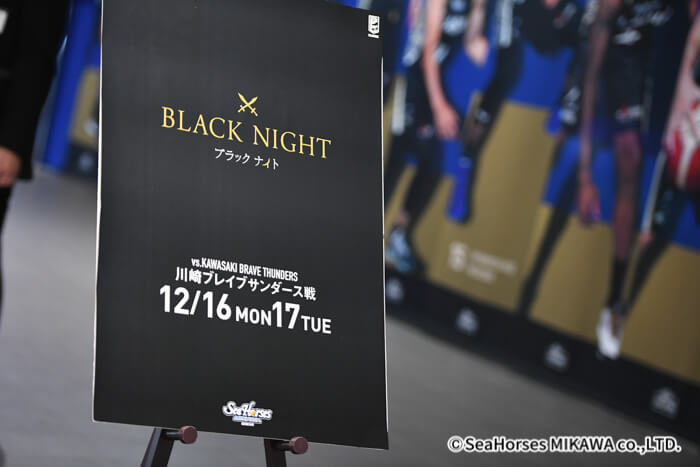 BLACK NIGHT
ブラック ナイト
vs.KAWASAKI BRAVE THUNDERS
川崎ブレイブサンダース戦
12/16 MON 17 TUE
SeaHorses
©SeaHorses MIKAWA co.,LTD.